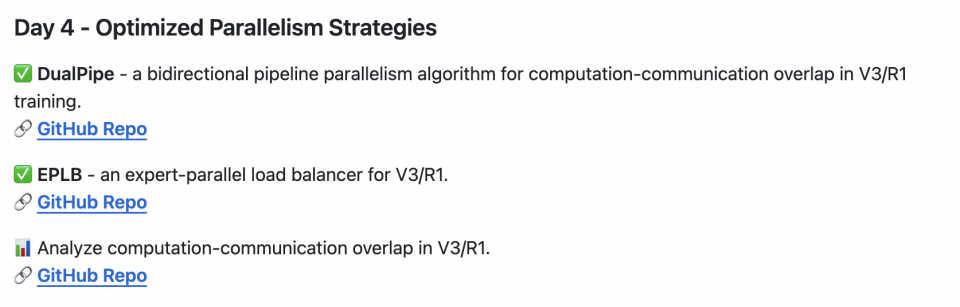 Day 4 - Optimized Parallelism Strategies
✅ DualPipe - a bidirectional pipeline parallelism algorithm for computation-communication overlap in V3/R1
training.
🔗 GitHub Repo
✅ EPLB - an expert-parallel load balancer for V3/R1.
🔗 GitHub Repo
📊 Analyze computation-communication overlap in V3/R1.
🔗 GitHub Repo